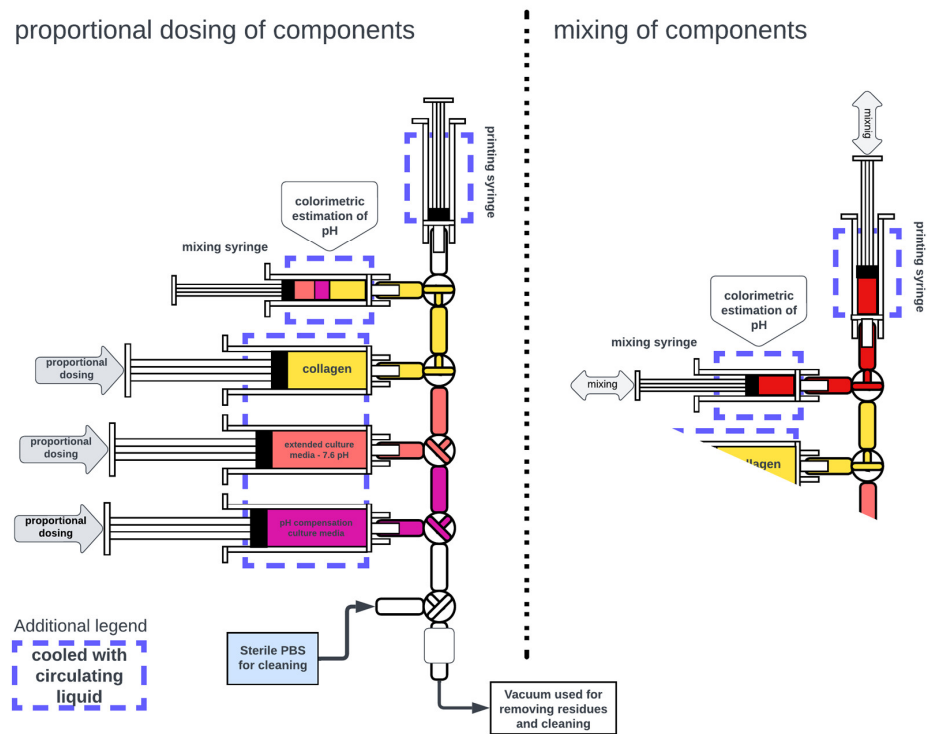 proportional dosing of components
mixing of components
printing syringe
colorimetric
estimation of
pH
mixing syringe
proportional
dosing
collagen
proportional
dosing
extended culture
media - 7.6 pH
proportional
dosing
pH compensation
culture media
Sterile PBS
for cleaning
Vacuum used for
removing residues
and cleaning
Additional legend
cooled with
circulating
liquid
mixnig
printing syringe
colorimetric
estimation of
pH
mixing syringe
mixing
llagen